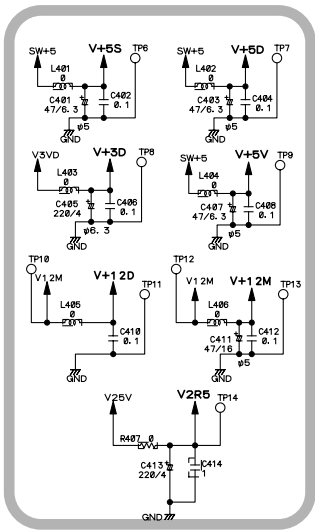 SW+5 V+5S TP6
L401
0
C401
47/6.3
φ5
C402
0.1
GND
SW+5 V+5D TP7
L402
0
C403
47/6.3
φ5
C404
0.1
GND
V3VD V+3D TP8
L403
0
C405
220/4
φ6.3
C406
0.1
GND
SW+5 V+5V TP9
L404
0
C407
47/6.3
φ5
C408
0.1
GND
TP10
V12M V+12D TP11
L405
0
C410
0.1
GND
TP12
V12M V+12M TP13
L406
0
C411
47/16
φ5
C412
0.1
GND
V25V V2R5 TP14
R407 0
C413
220/4
C414
1
GND